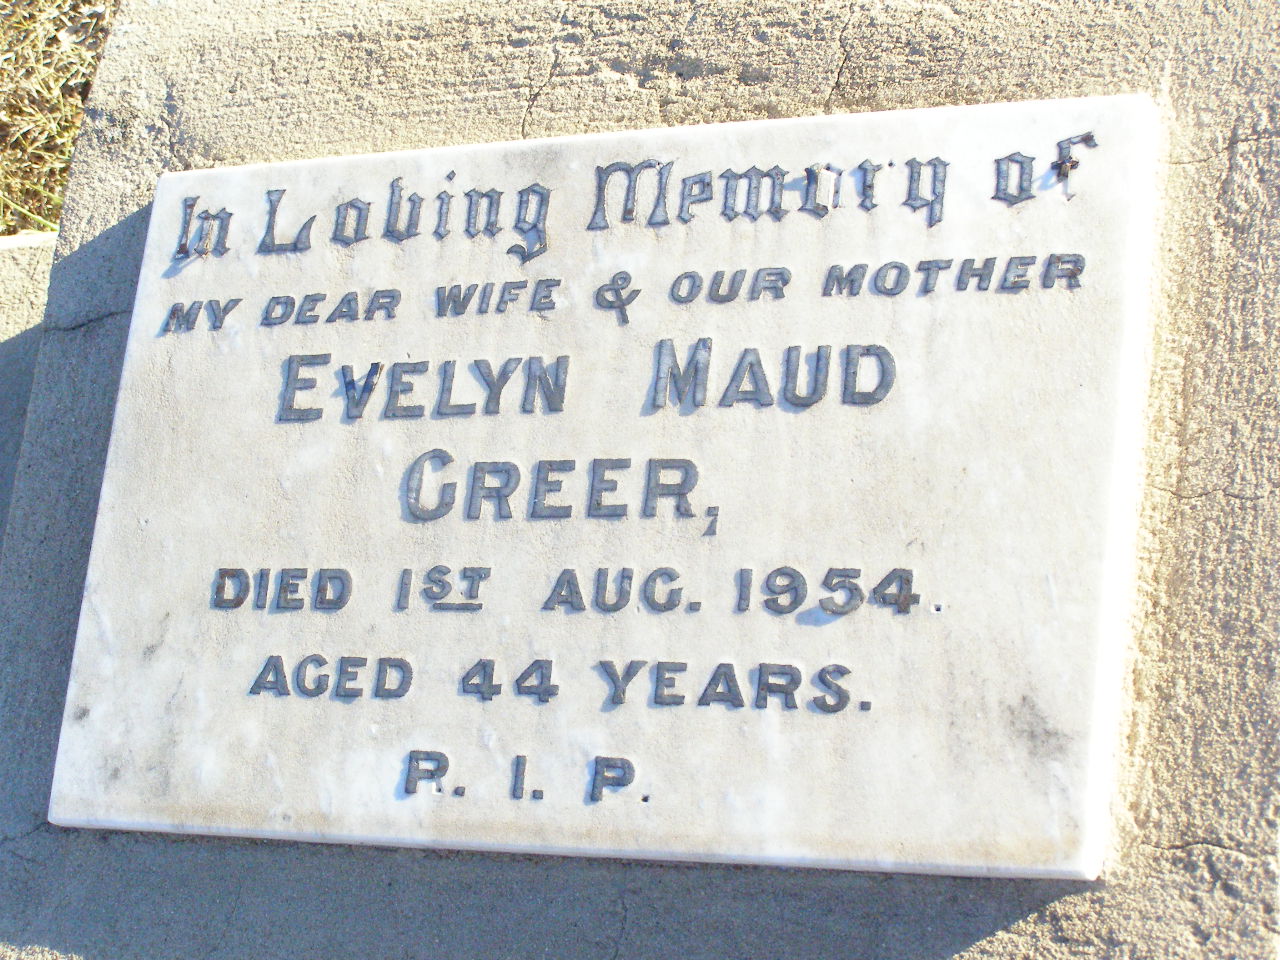 In Loving Memory of
MY DEAR WIFE & OUR MOTHER
EVELYN MAUD
GREER,
DIED 1ST AUG. 1954.
AGED 44 YEARS.
R. I. P.